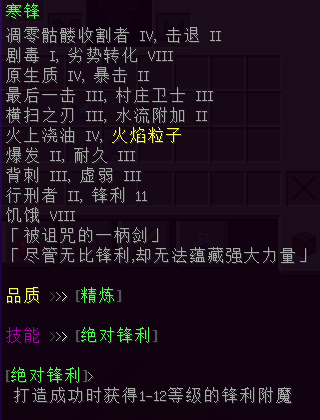 寒锋
凋零骷髅收割者 IV, 击退 II
剧毒 I, 劣势转化 VIII
原生质 IV, 暴击 II
最后一击 III, 村庄卫士 III
横扫之刃 III, 水流附加 II
火上浇油 IV, 火焰粒子
爆发 II, 耐久 III
背刺 III, 虚弱 III
行刑者 II, 锋利 11
饥饿 VIII
「被诅咒的一柄剑」
「尽管无比锋利,却无法蕴藏强大力量」
品质 >>> [精炼]
技能 >>> [绝对锋利]
[绝对锋利]>
打造成功时获得1-12等级的锋利附魔